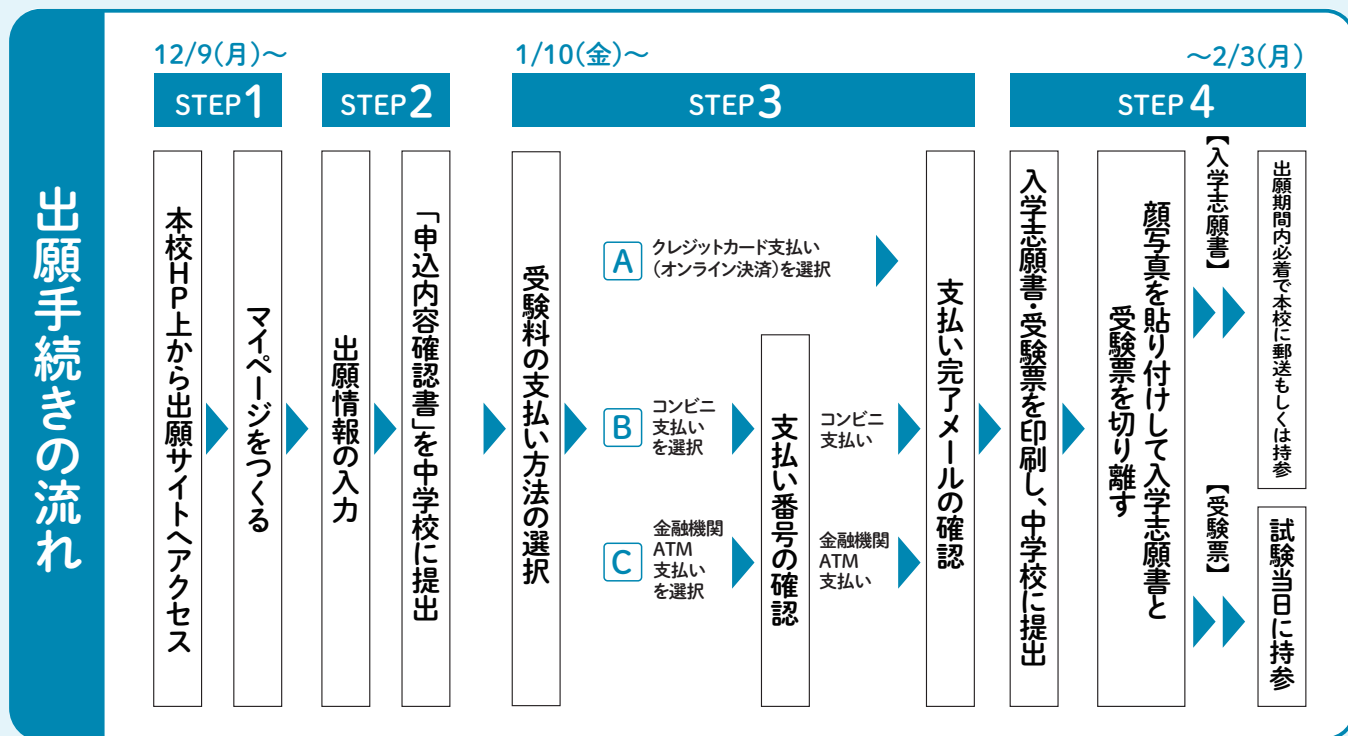 出願手続きの流れ
12/9(月)～
STEP1
本校HP上から出願サイトへアクセス
マイページをつくる
STEP2
出願情報の入力
「申込内容確認書」を中学校に提出
1/10(金)～
STEP3
受験料の支払い方法の選択
A
クレジットカード支払い
(オンライン決済)を選択
B
コンビニ
支払い
を選択
C
金融機関
ATM
支払い
を選択
支払い番号の確認
コンビニ
支払い
金融機関
ATM
支払い
支払い完了メールの確認
～2/3(月)
STEP4
入学志願書・受験票を印刷し、中学校に提出
顔写真を貼り付けして入学志願書と
受験票を切り離す
【入学志願書】
出願期間内必着で本校に郵送もしくは持参
【受験票】
試験当日に持参